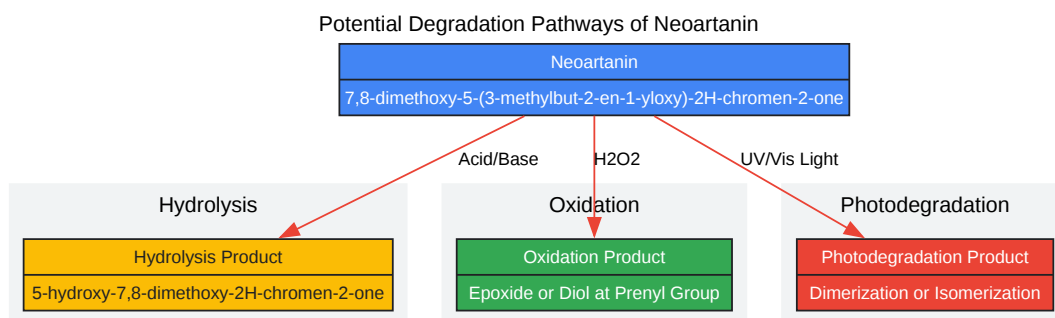 Potential Degradation Pathways of Neoartanin
Neoartanin
7,8-dimethoxy-5-(3-methylbut-2-en-1-yloxy)-2H-chromen-2-one
Acid/Base
H2O2
UV/Vis Light
Hydrolysis
Oxidation
Photodegradation
Hydrolysis Product
5-hydroxy-7,8-dimethoxy-2H-chromen-2-one
Oxidation Product
Epoxide or Diol at Prenyl Group
Photodegradation Product
Dimerization or Isomerization